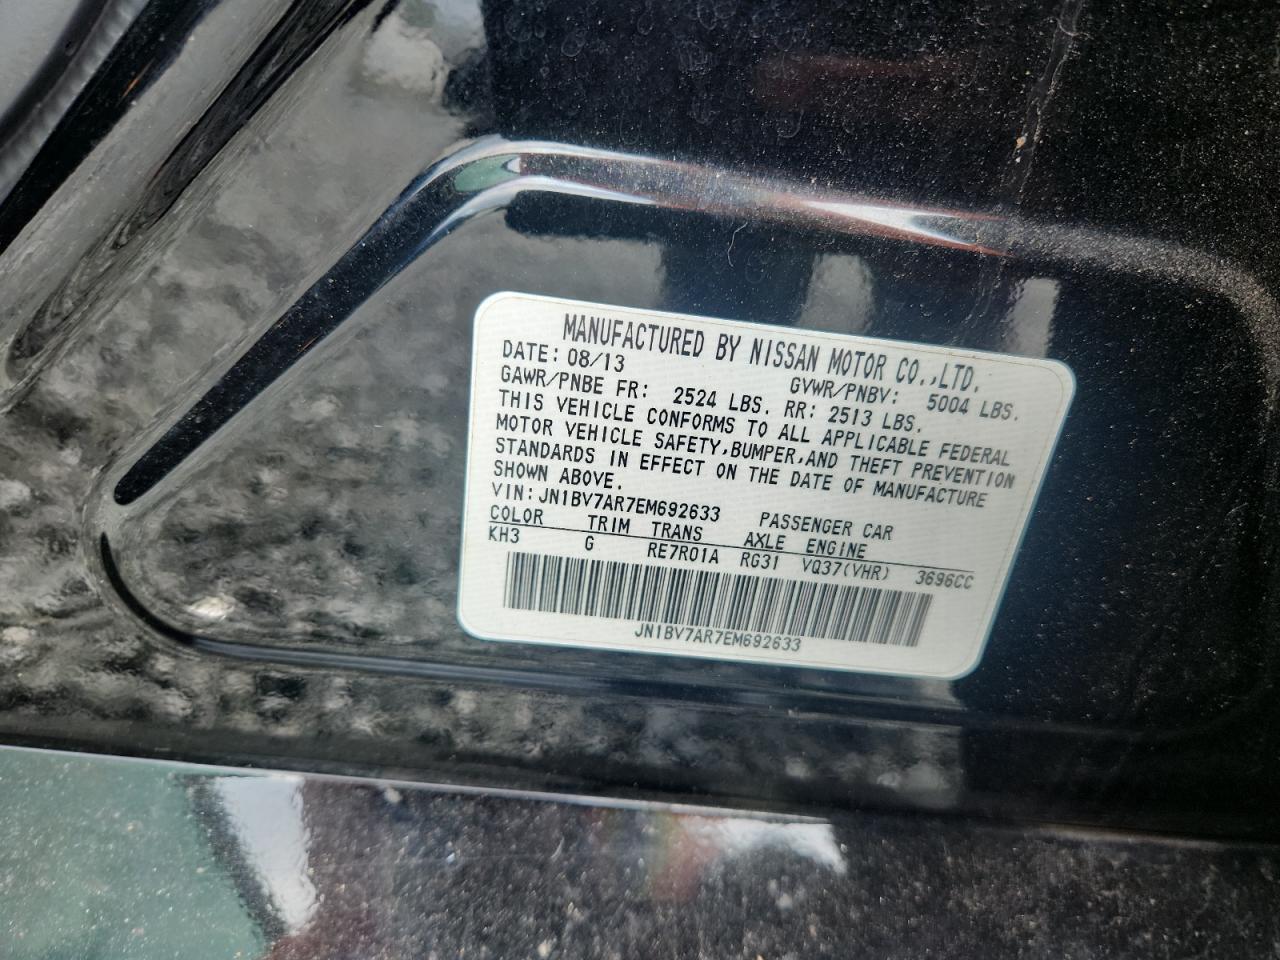 MANUFACTURED BY NISSAN MOTOR CO.,LTD.
DATE: 08/13 GVWR/PNBV: 5004 LBS.
GAWR/PNBE FR: 2524 LBS. RR: 2513 LBS.
THIS VEHICLE CONFORMS TO ALL APPLICABLE FEDERAL
MOTOR VEHICLE SAFETY,BUMPER,AND THEFT PREVENTION
STANDARDS IN EFFECT ON THE DATE OF MANUFACTURE
SHOWN ABOVE.
VIN: JN1BV7AR7EM692633 PASSENGER CAR
COLOR TRIM TRANS AXLE ENGINE
KH3 G RE7R01A RG31 VQ37(VHR) 3696CC
JN1BV7AR7EM692633